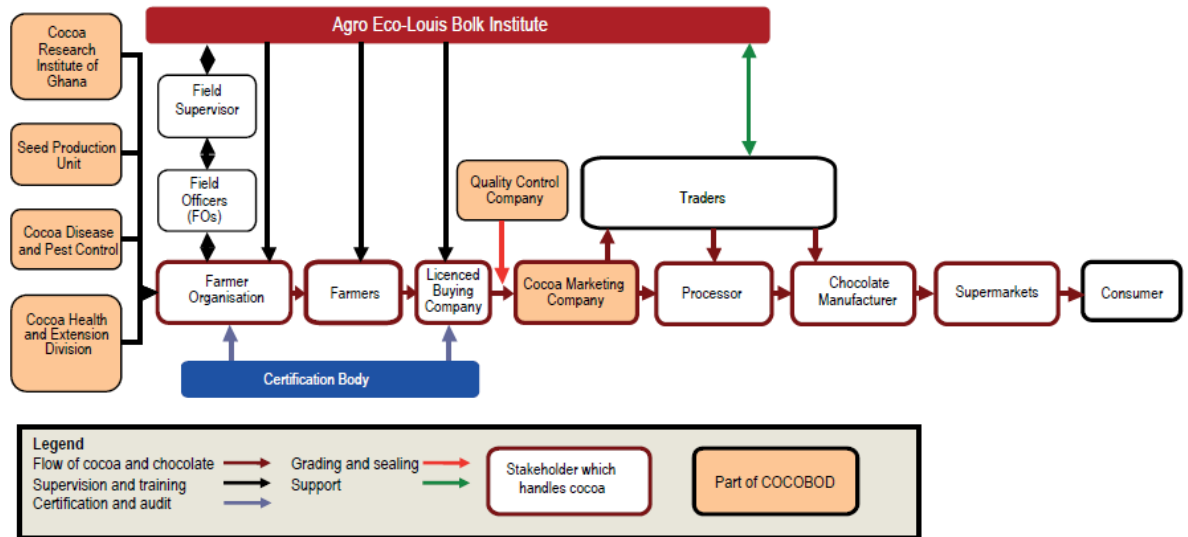 Agro Eco-Louis Bolk Institute
Cocoa
Research
Institute of
Ghana
Seed Production
Unit
Cocoa Disease
and Pest Control
Cocoa Health
and Extension
Division
Field
Supervisor
Field
Officers
(FOs)
Quality Control
Company
Traders
Farmer
Organisation
Farmers
Licenced
Buying
Company
Cocoa Marketing
Company
Processor
Chocolate
Manufacturer
Supermarkets
Consumer
Certification Body
Legend
Flow of cocoa and chocolate
Supervision and training
Certification and audit
Grading and sealing
Support
Stakeholder which
handles cocoa
Part of COCOBOD